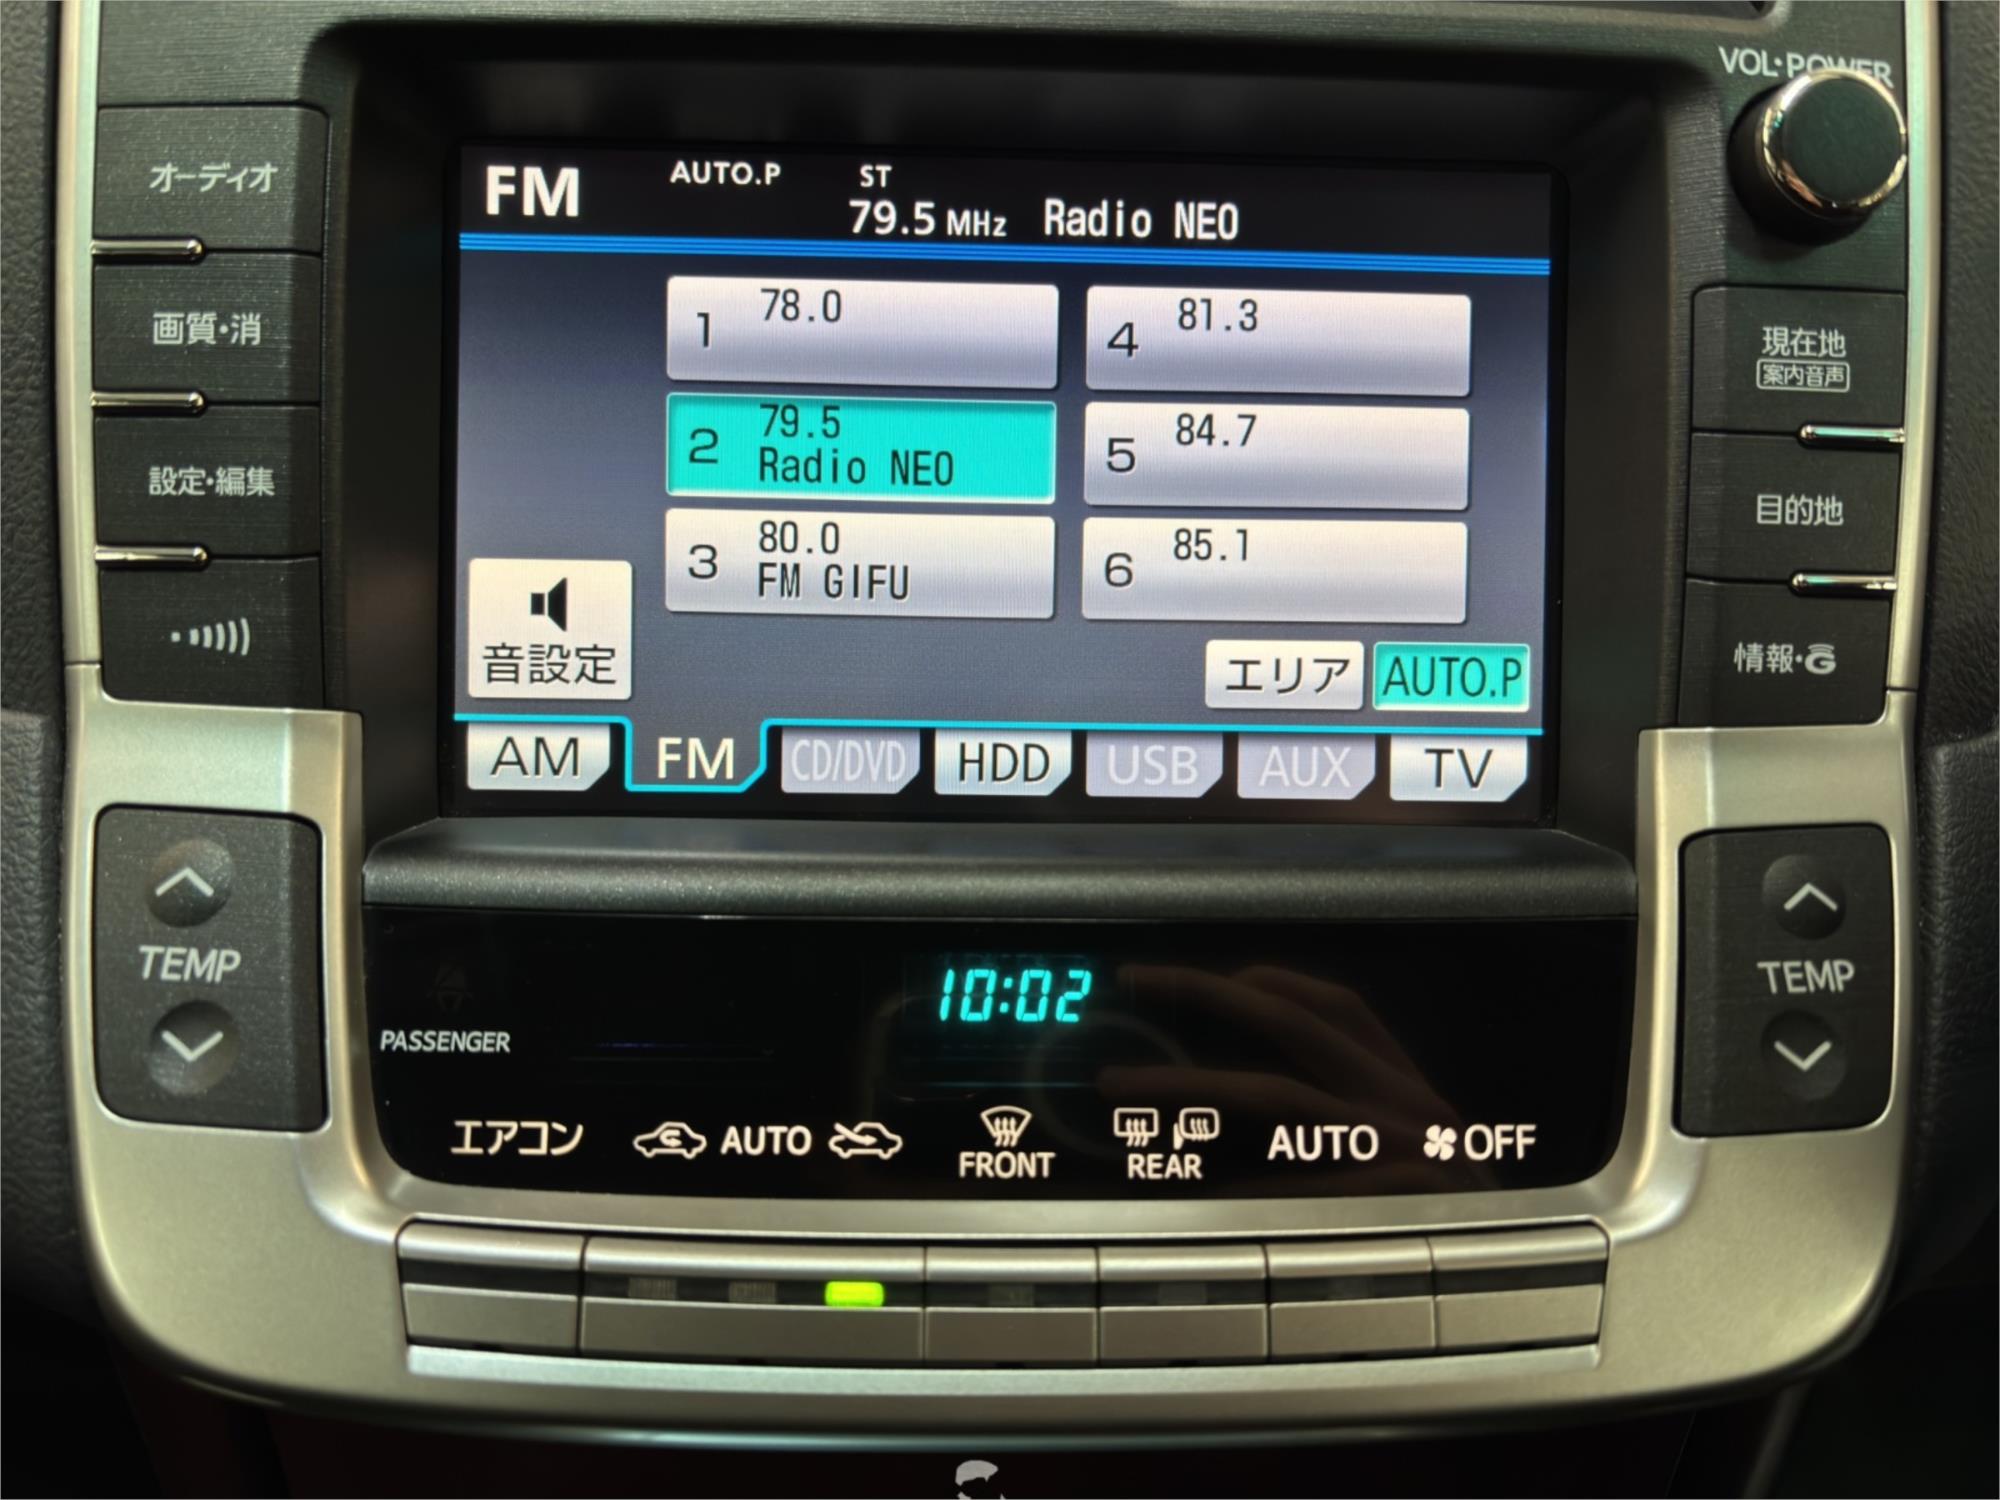 VOL·POWER
オーディオ
画質·消
設定·編集
現在地
案内音声
目的地
情報·G
FM
AUTO.P
ST
79.5 MHz Radio NEO
1 78.0
2 79.5
Radio NEO
3 80.0
FM GIFU
4 81.3
5 84.7
6 85.1
音設定
エリア
AUTO.P
AM
FM
CD/DVD
HDD
USB
AUX
TV
TEMP
TEMP
10:02
PASSENGER
エアコン
AUTO
FRONT
REAR
AUTO
OFF